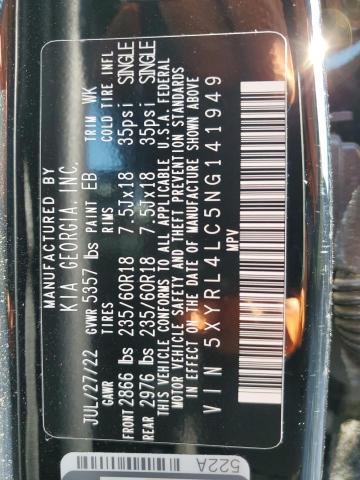 MANUFACTURED BY
KIA GEORGIA, INC.
JUL/27/22 GVWR 5957 lbs PAINT EB TRIM WK
GAWR TIRES RIMS COLD TIRE INFL
FRONT 2866 lbs 235/60R18 7.5Jx18 35psi SINGLE
REAR 2976 lbs 235/60R18 7.5Jx18 35psi SINGLE
THIS VEHICLE CONFORMS TO ALL APPLICABLE U.S.A. FEDERAL
MOTOR VEHICLE SAFETY AND THEFT PREVENTION STANDARDS
IN EFFECT ON THE DATE OF MANUFACTURE SHOWN ABOVE
VIN 5XYRL4LC5NG141949
MPV
522A